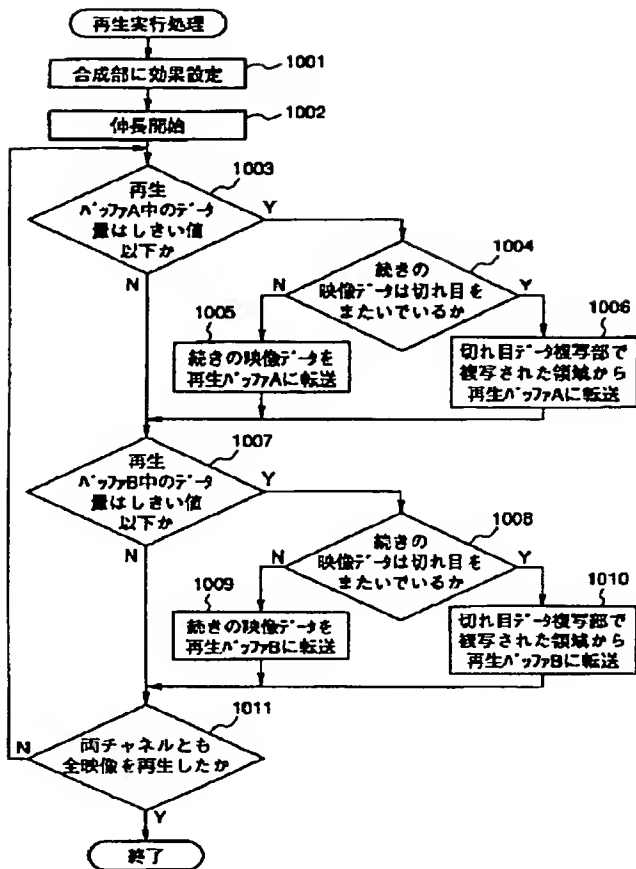 再生実行処理
1001
合成部に効果設定
1002
伸長開始
1003
再生
バッファA中のデータ
量はしきい値
以下か
Y
N
1004
続きの
映像データは切れ目を
またいでいるか
N
Y
1005
続きの映像データを
再生バッファAに転送
1006
切れ目データ複写部で
複写された領域から
再生バッファAに転送
1007
再生
バッファB中のデータ
量はしきい値
以下か
Y
N
1008
続きの
映像データは切れ目を
またいでいるか
N
Y
1009
続きの映像データを
再生バッファBに転送
1010
切れ目データ複写部で
複写された領域から
再生バッファBに転送
1011
両チャネルとも
全映像を再生したか
N
Y
終了